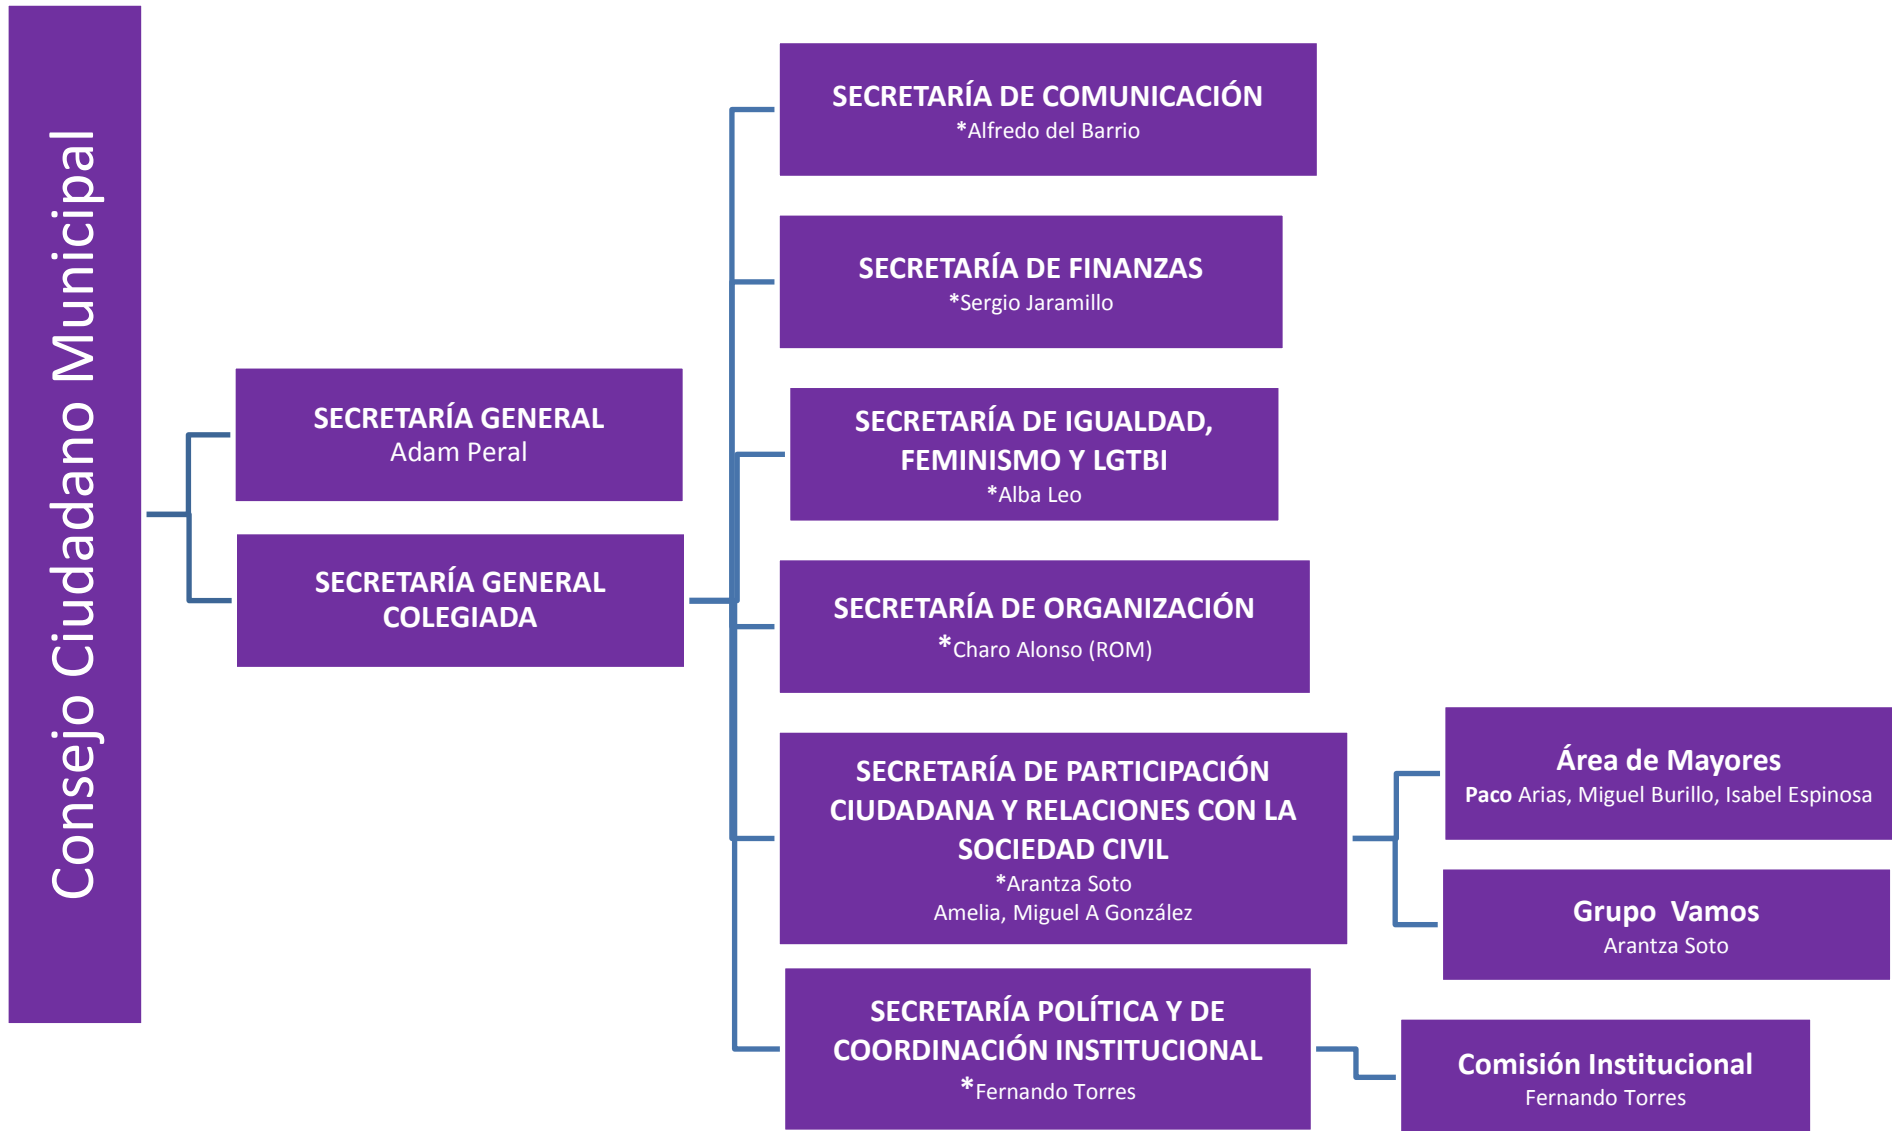 Consejo Ciudadano Municipal
SECRETARÍA GENERAL
Adam Peral
SECRETARÍA GENERAL
COLEGIADA
SECRETARÍA DE COMUNICACIÓN
*Alfredo del Barrio
SECRETARÍA DE FINANZAS
*Sergio Jaramillo
SECRETARÍA DE IGUALDAD,
FEMINISMO Y LGTBI
*Alba Leo
SECRETARÍA DE ORGANIZACIÓN
*Charo Alonso (ROM)
SECRETARÍA DE PARTICIPACIÓN
CIUDADANA Y RELACIONES CON LA
SOCIEDAD CIVIL
*Arantza Soto
Amelia, Miguel A González
SECRETARÍA POLÍTICA Y DE
COORDINACIÓN INSTITUCIONAL
*Fernando Torres
Área de Mayores
Paco Arias, Miguel Burillo, Isabel Espinosa
Grupo  Vamos
Arantza Soto
Comisión Institucional
Fernando Torres